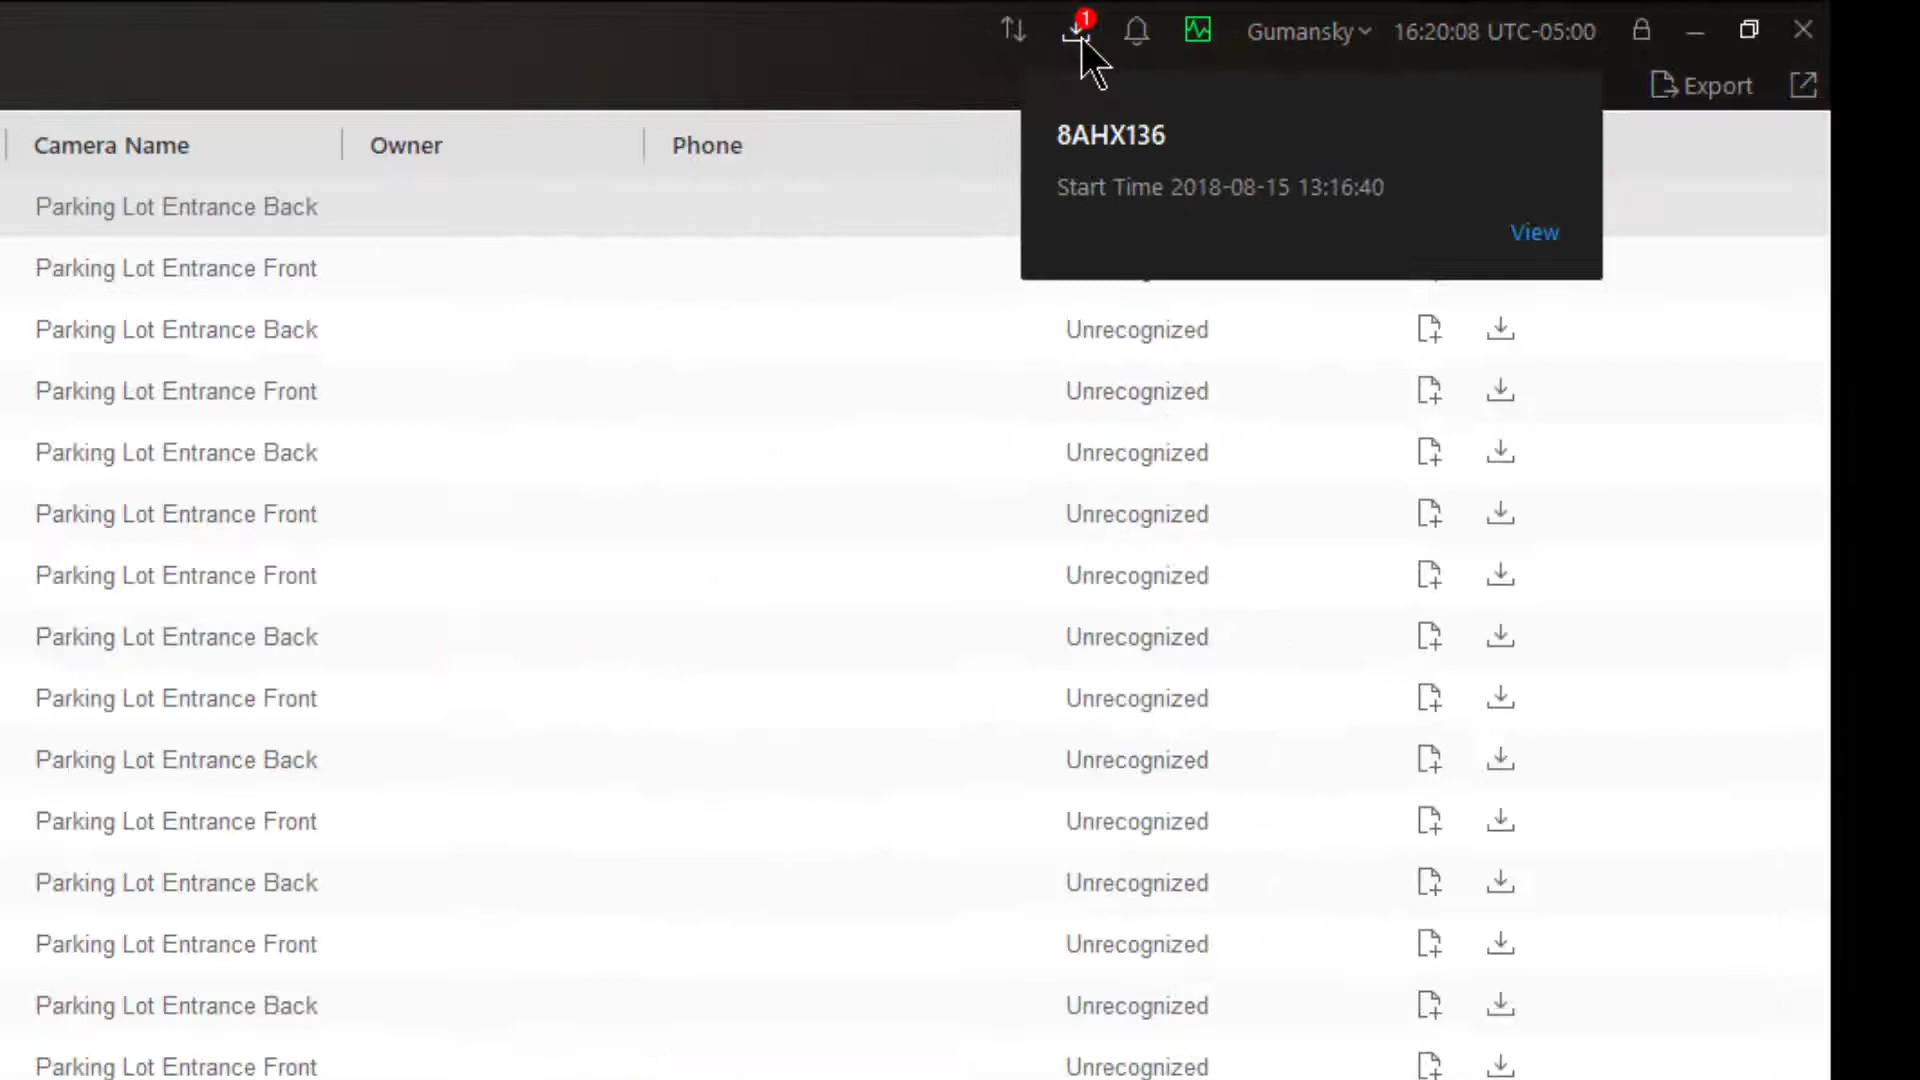 1
Gumansky 16:20:08 UTC-05:00
Export
8AHX136
Start Time 2018-08-15 13:16:40
View
Camera Name Owner Phone
Parking Lot Entrance Back
Parking Lot Entrance Front
Parking Lot Entrance Back Unrecognized
Parking Lot Entrance Front Unrecognized
Parking Lot Entrance Back Unrecognized
Parking Lot Entrance Front Unrecognized
Parking Lot Entrance Front Unrecognized
Parking Lot Entrance Back Unrecognized
Parking Lot Entrance Front Unrecognized
Parking Lot Entrance Back Unrecognized
Parking Lot Entrance Front Unrecognized
Parking Lot Entrance Back Unrecognized
Parking Lot Entrance Front Unrecognized
Parking Lot Entrance Back Unrecognized
Parking Lot Entrance Front Unrecognized